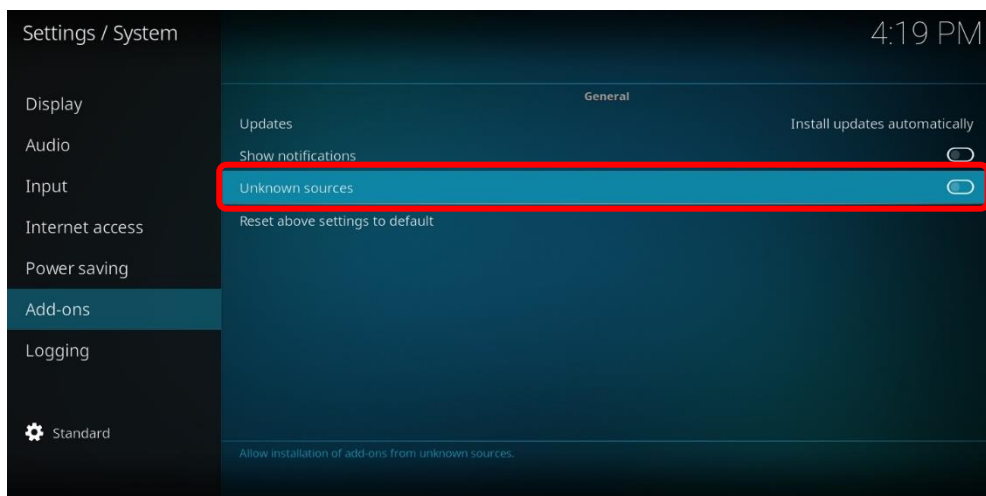 Settings / System
4:19 PM
Display
Audio
Input
Internet access
Power saving
Add-ons
Logging
Standard
General
Updates Install updates automatically
Show notifications
Unknown sources
Reset above settings to default
Allow installation of add-ons from unknown sources.